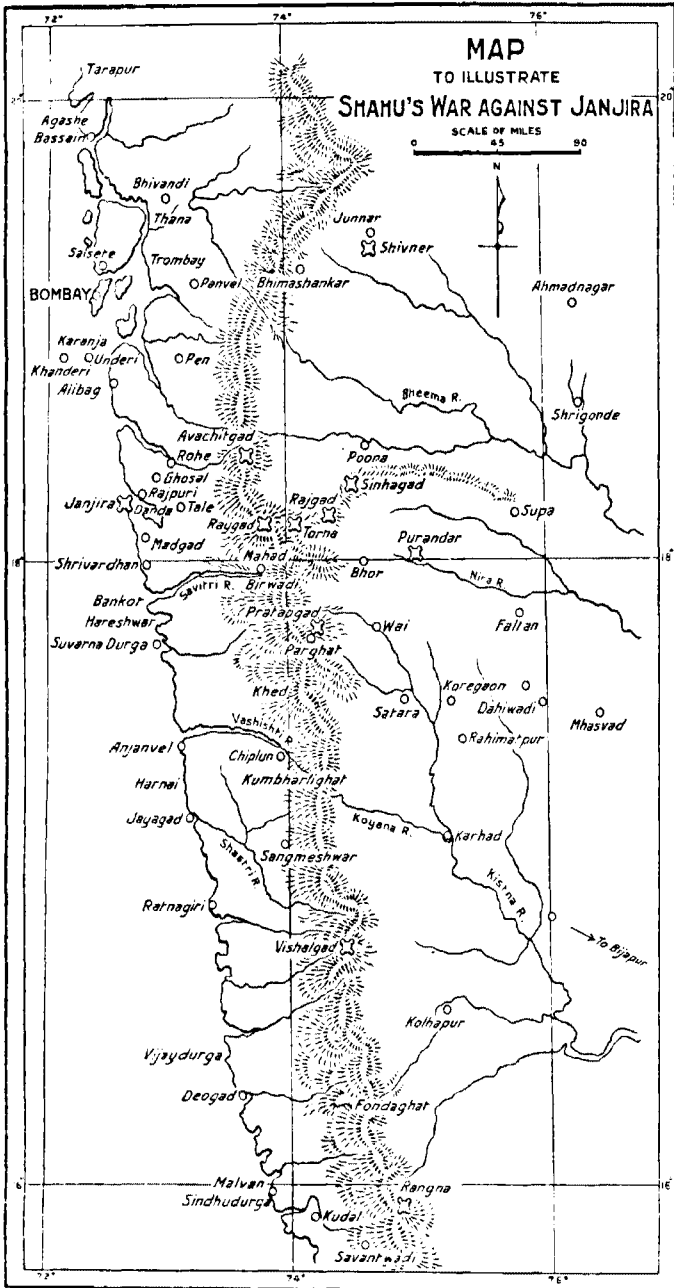 72°
74°
76°
MAP
TO ILLUSTRATE
SHAHU'S WAR AGAINST JANJIRA
SCALE OF MILES
0 45 90
N
Tarapur
20
Agashe
Bassain
Bhivandi
Thana
Junnar
Shivner
Salsete
Trombay
Panvel
Bhimashankar
BOMBAY
Ahmadnagar
Karanja
Khanderi
Underi
Pen
Alibag
Bheema R.
Shrigonde
Avachitgad
Rohe
Poona
Ghosal
Sinhagad
Rajpuri
Janjira
Danda
Tale
Rajgad
Supa
Raygad
Torna
Madgad
Purandar
Mahad
18°
Shrivardhan
Birwadi
Bhor
Nira R.
Savitri R.
Bankot
Hareshwar
Pratapgad
Wai
Faltan
Suvarna Durga
Parghat
Khed
Koregaon
Satara
Dahiwadi
Mhasvad
Vashishti R.
Rahimatpur
Anjanvel
Chiplun
Harnai
Kumbharlighat
Jayagad
Koyana R.
Karhad
Shastri R.
Sangmeshwar
Kistna R.
Ratnagiri
Vishalgad
To Bijapur
Kolhapur
Vijaydurga
Deogad
Fondaghat
Malvan
Rangna
16
Sindhudurga
Kudal
Savantwadi
72°
74
76